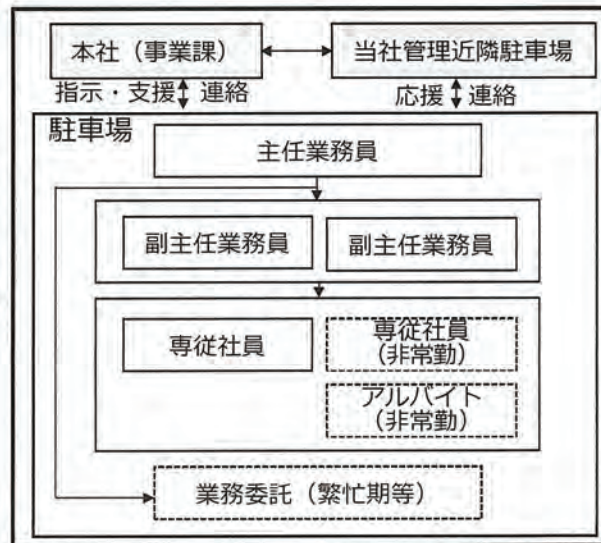 本社（事業課）
当社管理近隣駐車場
指示・支援 連絡
応援 連絡
駐車場
主任業務員
副主任業務員
副主任業務員
専従社員
専従社員
（非常勤）
アルバイト
（非常勤）
業務委託（繁忙期等）